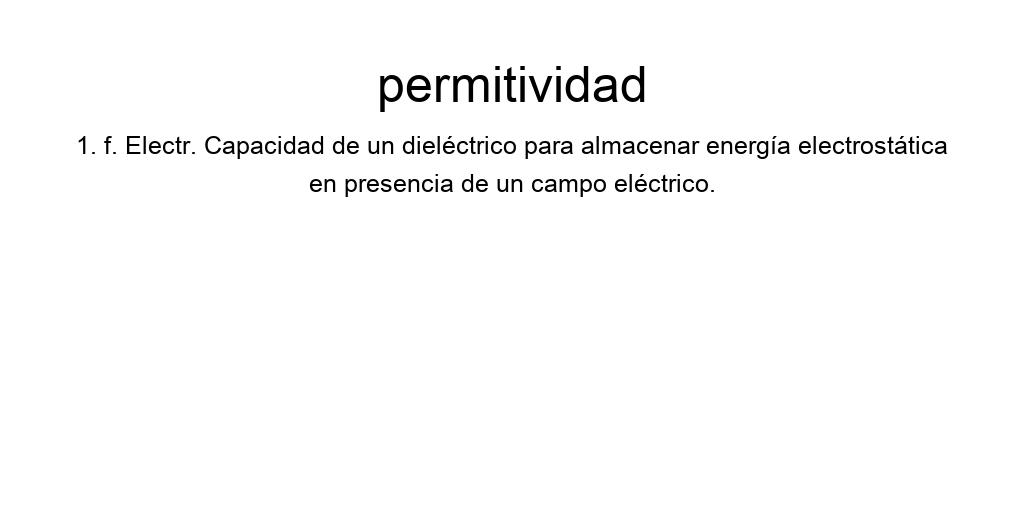 permitividad
1. f. Electr. Capacidad de un dieléctrico para almacenar energía electrostática
en presencia de un campo eléctrico.